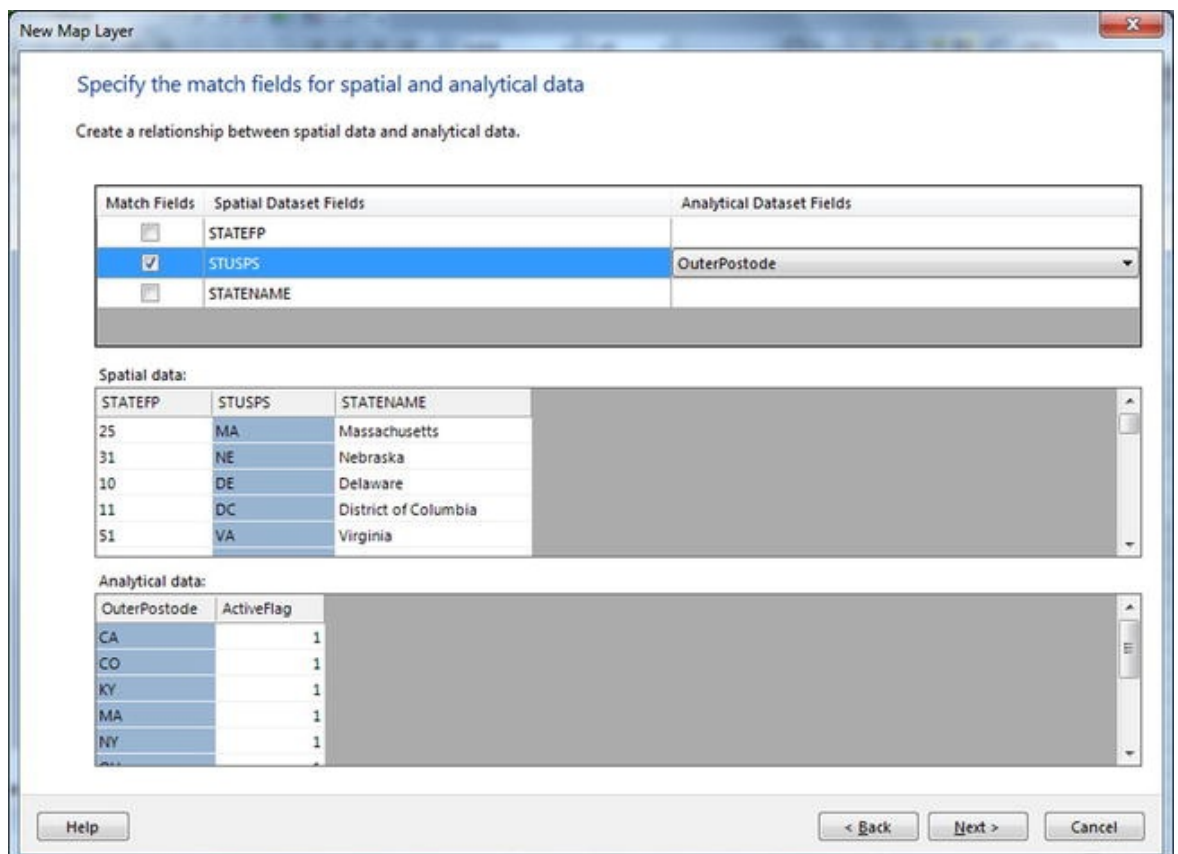 New Map Layer
Specify the match fields for spatial and analytical data
Create a relationship between spatial data and analytical data.
Match Fields Spatial Dataset Fields Analytical Dataset Fields
STATEFP
STUSPS OuterPostode
STATENAME
Spatial data:
STATEFP STUSPS STATENAME
25 MA Massachusetts
31 NE Nebraska
10 DE Delaware
11 DC District of Columbia
51 VA Virginia
Analytical data:
OuterPostode ActiveFlag
CA 1
CO 1
KY 1
MA 1
NY 1
Help < Back Next > Cancel